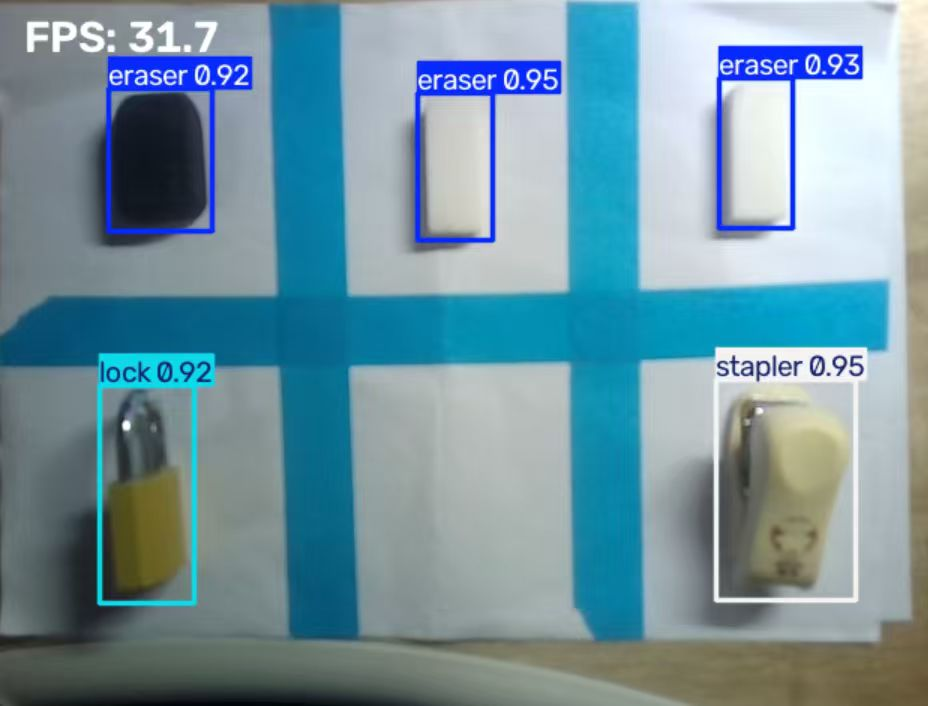 FPS: 31.7
eraser 0.92
eraser 0.95
eraser 0.93
lock 0.92
stapler 0.95